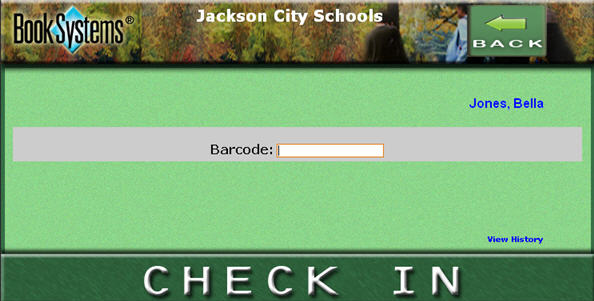 BookSystems®
Jackson City Schools
BACK
Jones, Bella
Barcode:
View History
CHECK IN